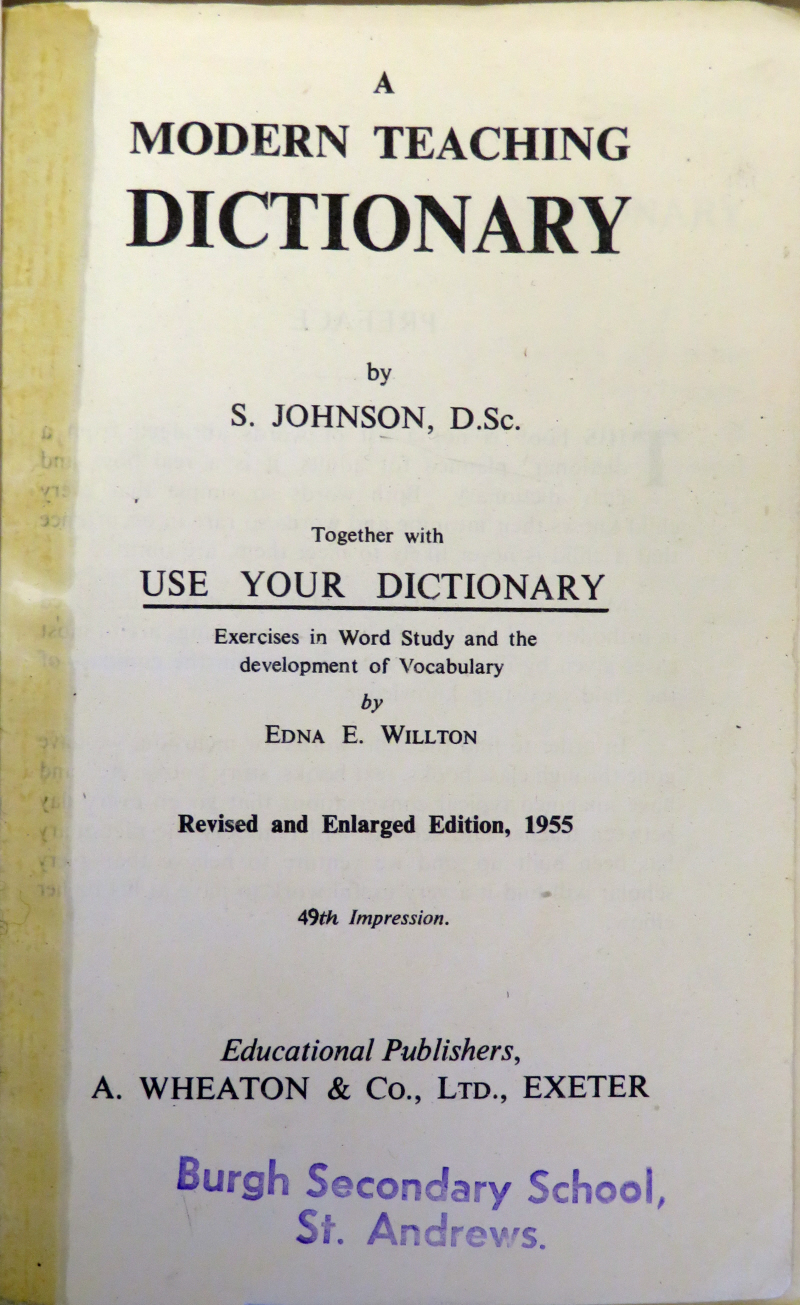 A
MODERN TEACHING
DICTIONARY
by
S. JOHNSON, D.Sc.
Together with
USE YOUR DICTIONARY
Exercises in Word Study and the
development of Vocabulary
by
EDNA E. WILLTON
Revised and Enlarged Edition, 1955
49th Impression.
Educational Publishers,
A. WHEATON & Co., LTD., EXETER
Burgh Secondary School,
St. Andrews.